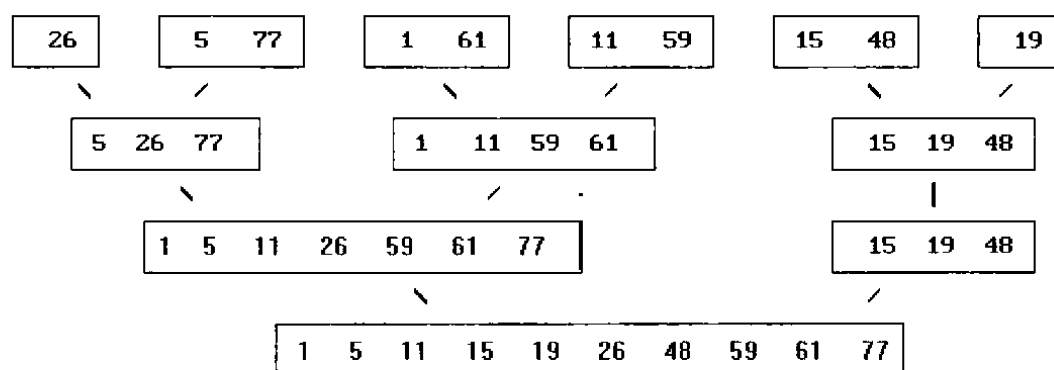 26 5 77 1 61 11 59 15 48 19
5 26 77 1 11 59 61 15 19 48
1 5 11 26 59 61 77 15 19 48
1 5 11 15 19 26 48 59 61 77